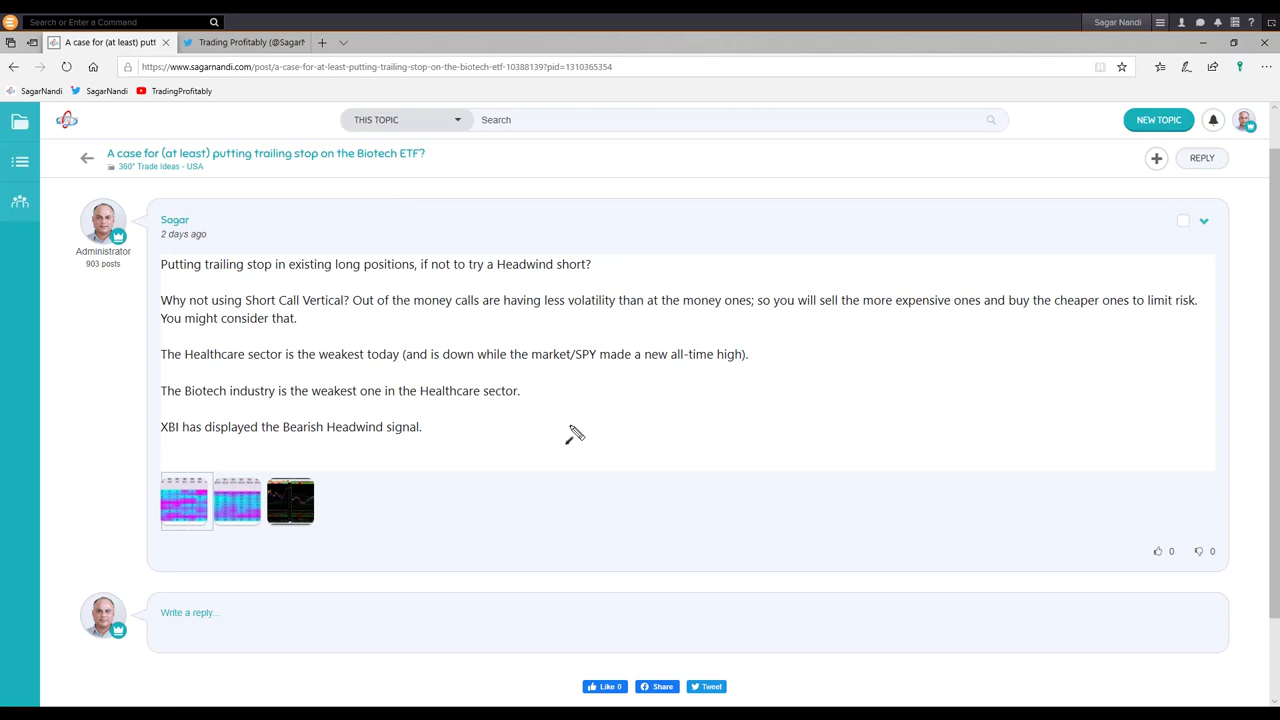 Search or Enter a Command
Sagar Nandi
A case for (at least) putt
Trading Profitably (@SagarN
https://www.sagarnandi.com/post/a-case-for-at-least-putting-trailing-stop-on-the-biotech-etf-10388139?pid=1310365354
SagarNandi
SagarNandi
TradingProfitably
THIS TOPIC
Search
NEW TOPIC
A case for (at least) putting trailing stop on the Biotech ETF?
360° Trade Ideas - USA
REPLY
Sagar
2 days ago
Administrator
903 posts
Putting trailing stop in existing long positions, if not to try a Headwind short?
Why not using Short Call Vertical? Out of the money calls are having less volatility than at the money ones; so you will sell the more expensive ones and buy the cheaper ones to limit risk.
You might consider that.
The Healthcare sector is the weakest today (and is down while the market/SPY made a new all-time high).
The Biotech industry is the weakest one in the Healthcare sector.
XBI has displayed the Bearish Headwind signal.
0
0
Write a reply...
Like 0
Share
Tweet